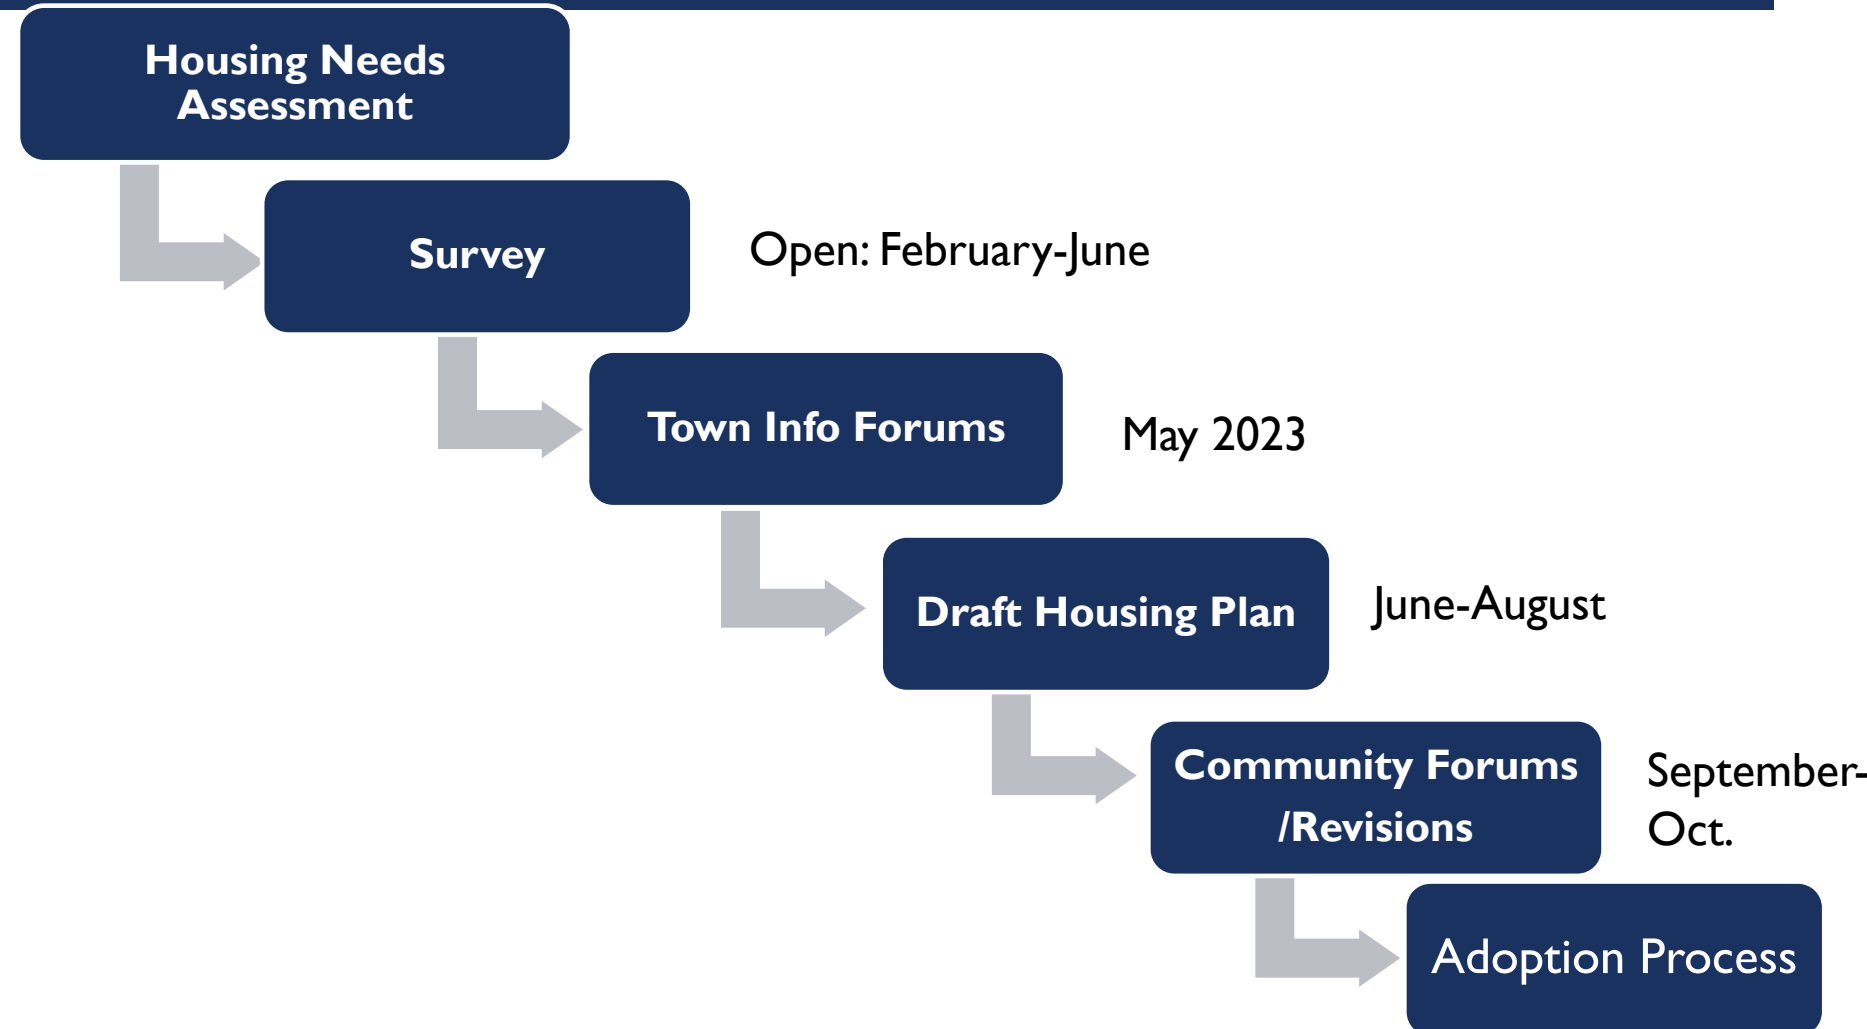 Housing Needs
Assessment
Survey
Open: February-June
Town Info Forums
May 2023
Draft Housing Plan
June-August
Community Forums
/Revisions
September-
Oct.
Adoption Process